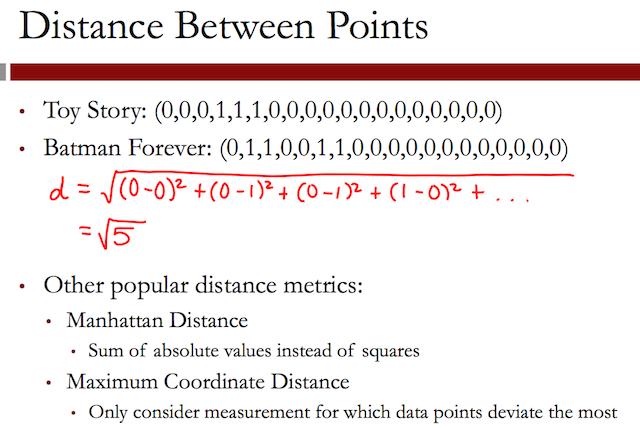 Distance Between Points
• Toy Story: (0,0,0,1,1,1,0,0,0,0,0,0,0,0,0,0,0,0,0)
• Batman Forever: (0,1,1,0,0,1,1,0,0,0,0,0,0,0,0,0,0,0,0)
d = √(0-0)² + (0-1)² + (0-1)² + (1-0)² + ...
= √5
• Other popular distance metrics:
• Manhattan Distance
• Sum of absolute values instead of squares
• Maximum Coordinate Distance
• Only consider measurement for which data points deviate the most